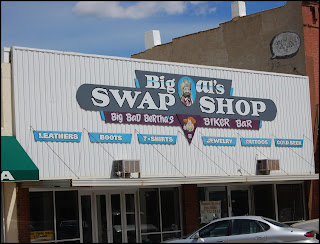 Big Al's
SWAP SHOP
Big Bad Bertha's BIKER BAR
LEATHERS BOOTS T-SHIRTS JEWELRY TATTOOS COLD BEER